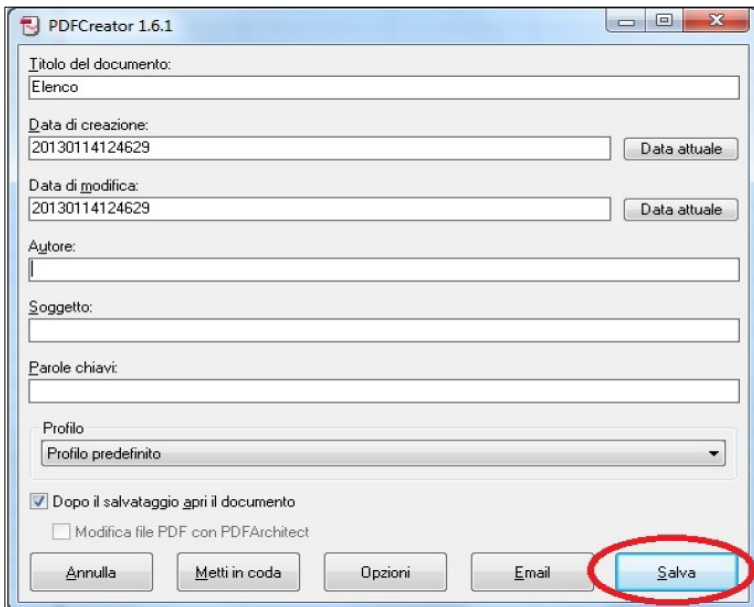 PDFCreator 1.6.1
Titolo del documento:
Elenco
Data di creazione:
20130114124629
Data attuale
Data di modifica:
20130114124629
Data attuale
Autore:
Soggetto:
Parole chiavi:
Profilo
Profilo predefinito
Dopo il salvataggio apri il documento
Modifica file PDF con PDFArchitect
Annulla Metti in coda Opzioni Email Salva